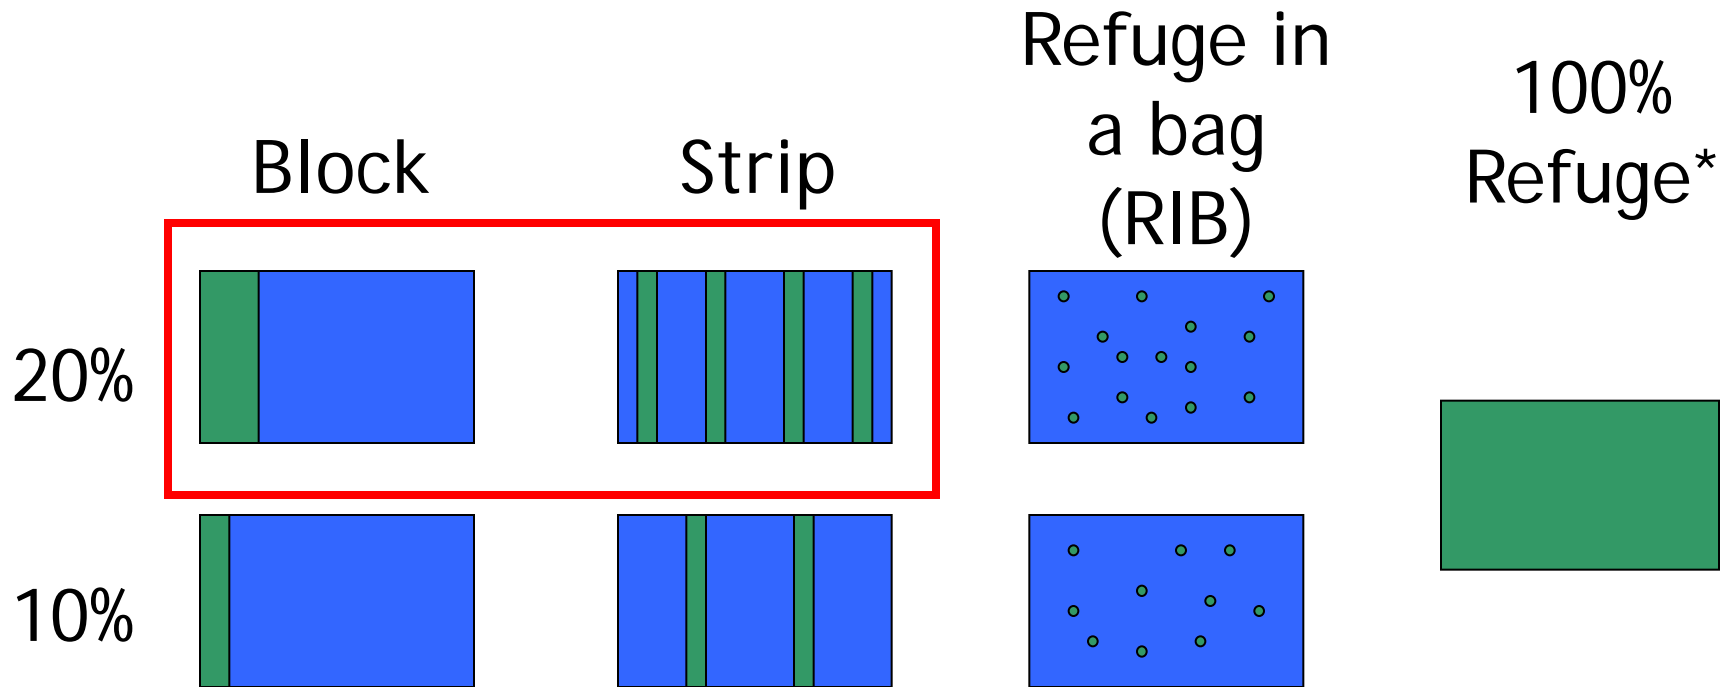 Block
Strip
Refuge in
a bag
(RIB)
100%
Refuge*
20%
10%